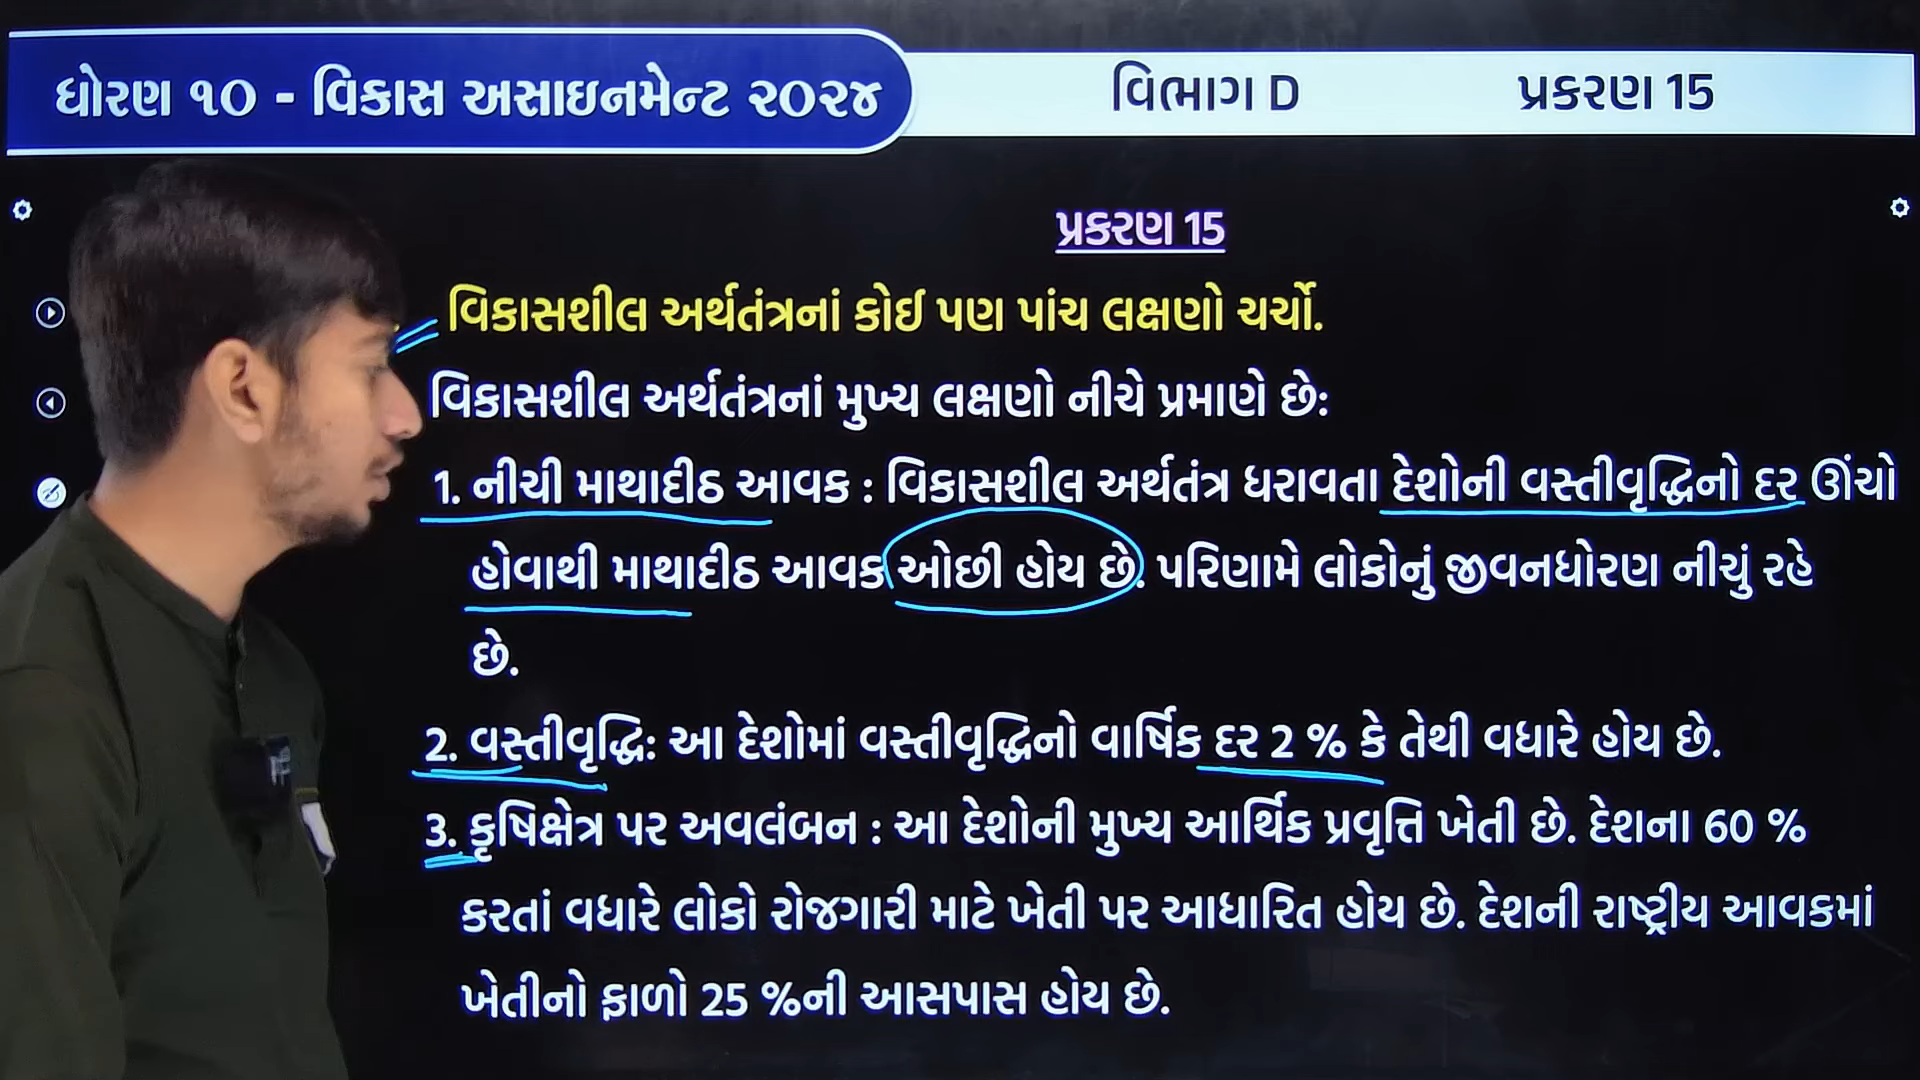 ધોરણ ૧૦ - વિકાસ અસાઇનમેન્ટ ૨૦૨૪
વિભાગ D
પ્રકરણ 15
પ્રકરણ 15
વિકાસશીલ અર્થતંત્રનાં કોઈ પણ પાંચ લક્ષણો ચર્ચો.
વિકાસશીલ અર્થતંત્રનાં મુખ્ય લક્ષણો નીચે પ્રમાણે છે:
1. નીચી માથાદીઠ આવક : વિકાસશીલ અર્થતંત્ર ધરાવતા દેશોની વસ્તીવૃદ્ધિનો દર ઊંચો
હોવાથી માથાદીઠ આવક ઓછી હોય છે. પરિણામે લોકોનું જીવનધોરણ નીચું રહે
છે.
2. વસ્તીવૃદ્ધિ: આ દેશોમાં વસ્તીવૃદ્ધિનો વાર્ષિક દર 2 % કે તેથી વધારે હોય છે.
3. કૃષિક્ષેત્ર પર અવલંબન : આ દેશોની મુખ્ય આર્થિક પ્રવૃત્તિ ખેતી છે. દેશના 60 %
કરતાં વધારે લોકો રોજગારી માટે ખેતી પર આધારિત હોય છે. દેશની રાષ્ટ્રીય આવકમાં
ખેતીનો ફાળો 25 %ની આસપાસ હોય છે.